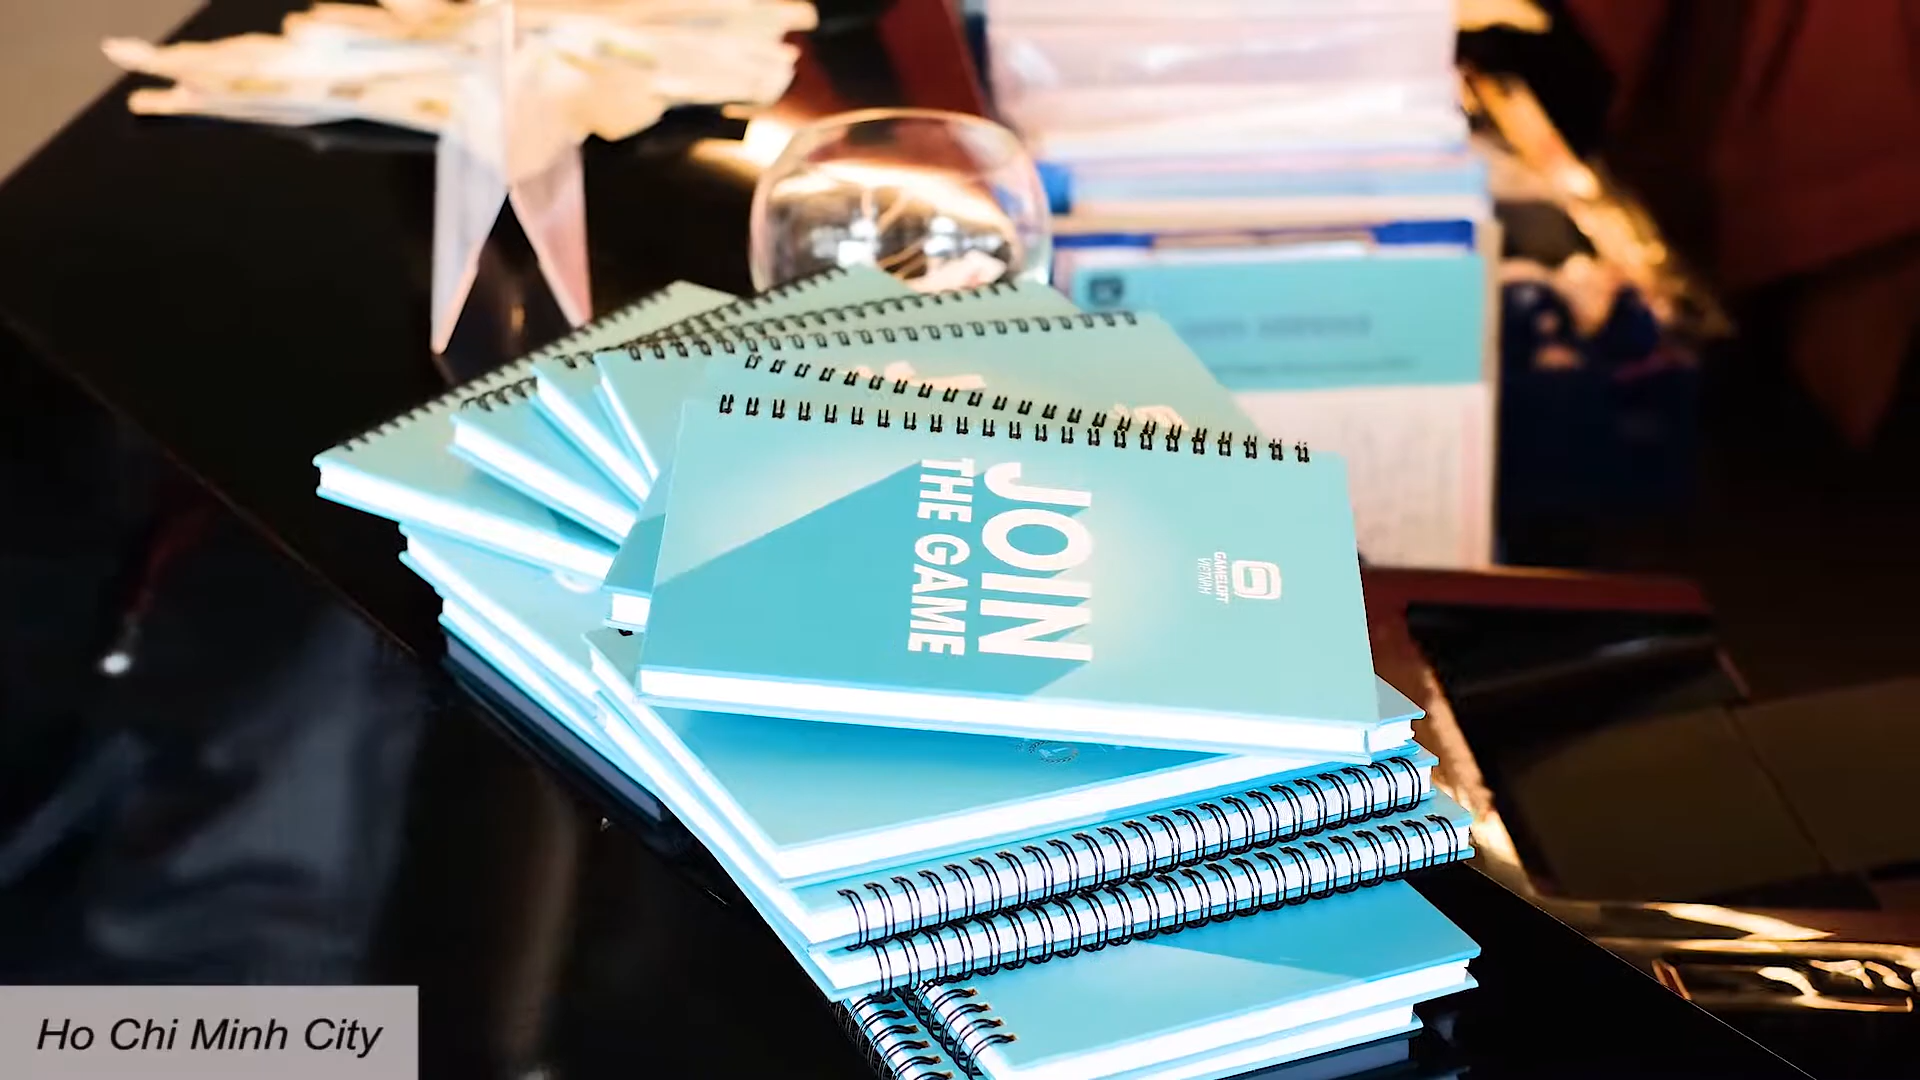 JOIN
THE GAME
GAMELOFT
VIETNAM
Ho Chi Minh City